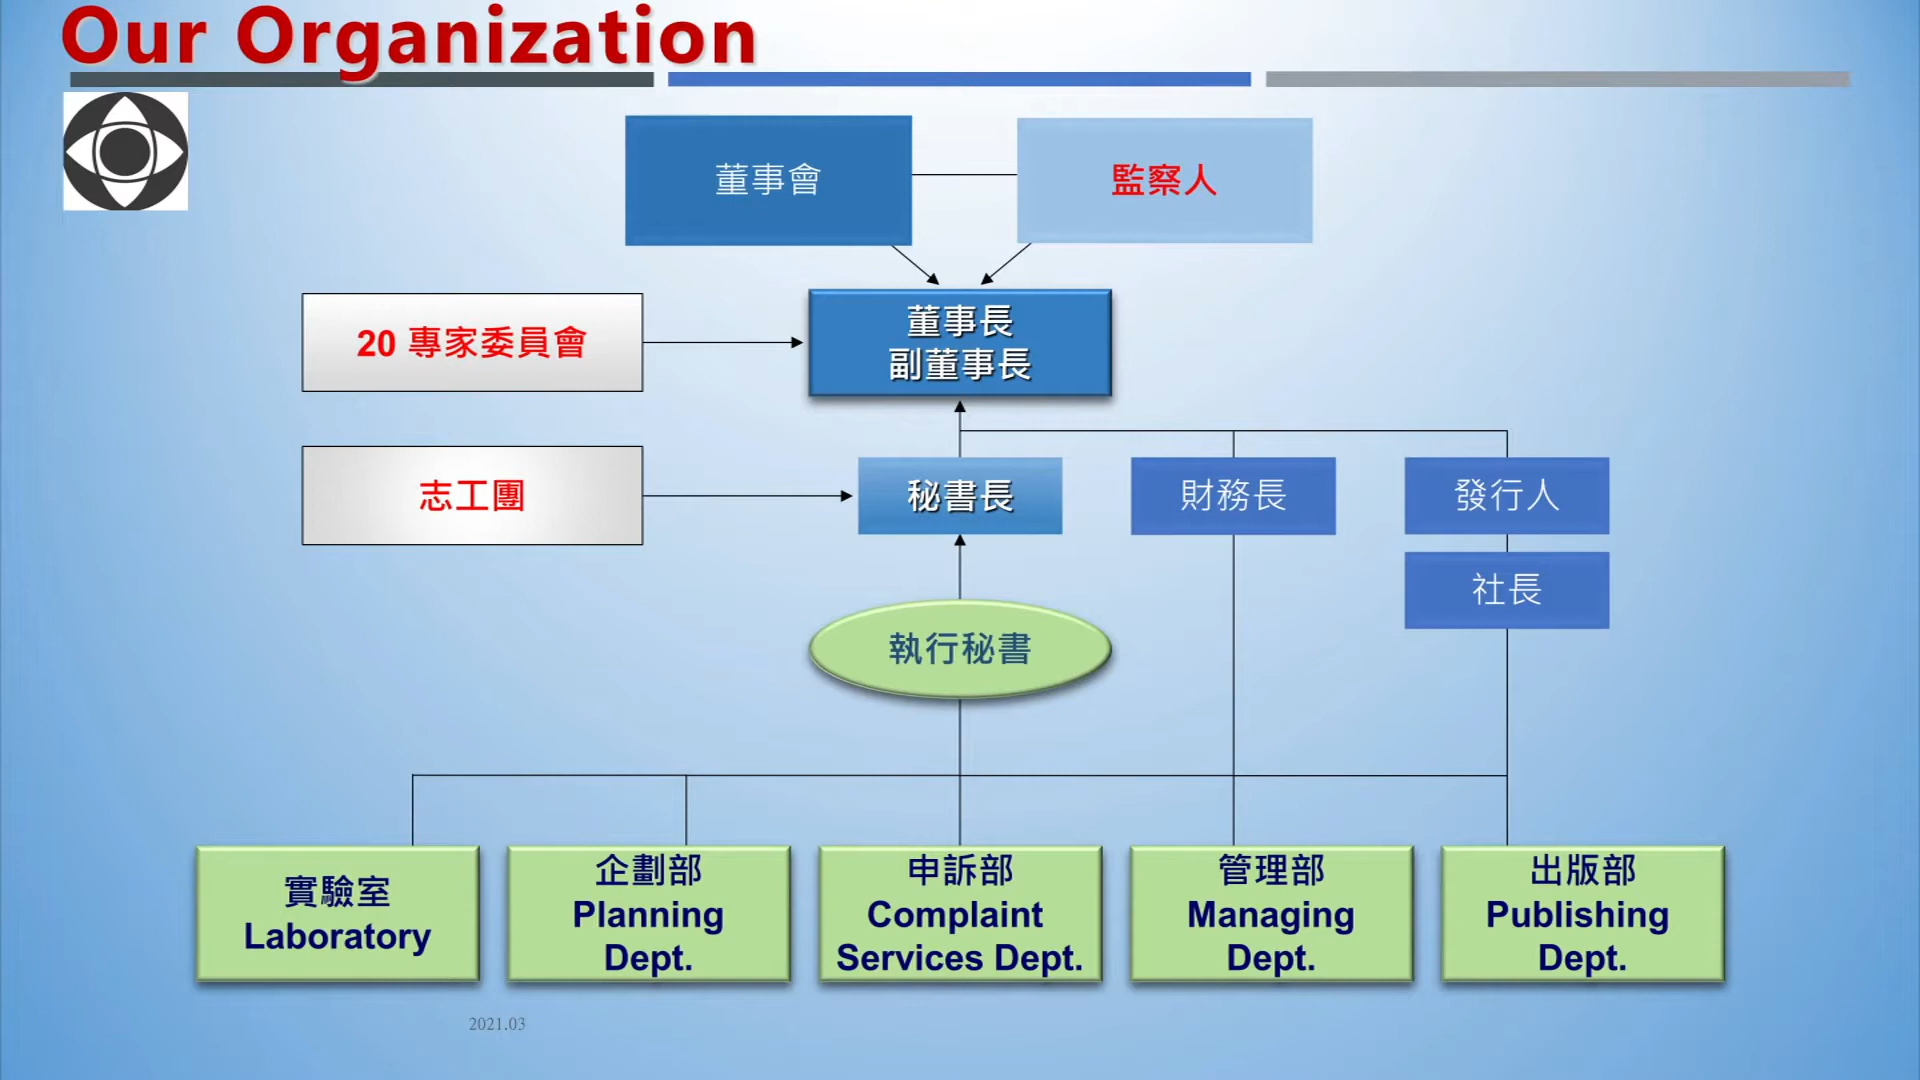 Our Organization
董事會
監察人
20 專家委員會
董事長
副董事長
志工團
秘書長
財務長
發行人
社長
執行秘書
實驗室
Laboratory
企劃部
Planning
Dept.
申訴部
Complaint
Services Dept.
管理部
Managing
Dept.
出版部
Publishing
Dept.
2021.03